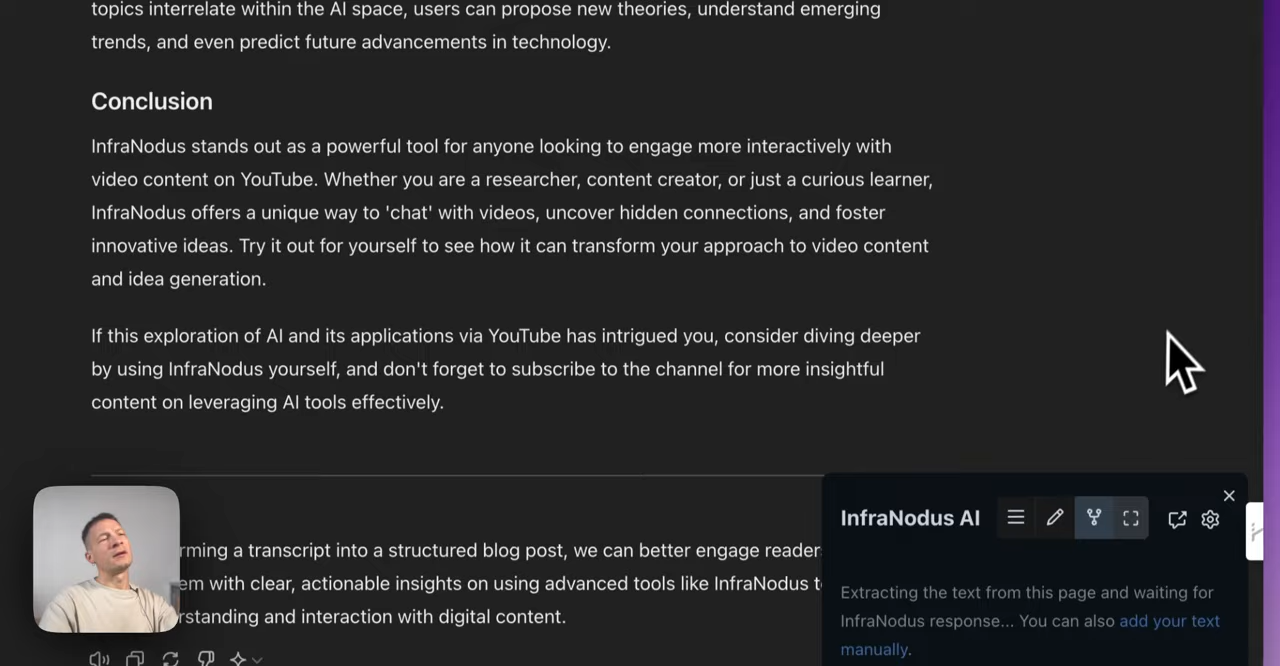 topics interrelate within the AI space, users can propose new theories, understand emerging
trends, and even predict future advancements in technology.
Conclusion
InfraNodus stands out as a powerful tool for anyone looking to engage more interactively with
video content on YouTube. Whether you are a researcher, content creator, or just a curious learner,
InfraNodus offers a unique way to 'chat' with videos, uncover hidden connections, and foster
innovative ideas. Try it out for yourself to see how it can transform your approach to video content
and idea generation.
If this exploration of AI and its applications via YouTube has intrigued you, consider diving deeper
by using InfraNodus yourself, and don't forget to subscribe to the channel for more insightful
content on leveraging AI tools effectively.
a transcript into a structured blog post, we can better engage
with clear, actionable insights on using advanced tools like InfraNodus
and interaction with digital content.
InfraNodus AI
Extracting the text from this page and waiting for
InfraNodus response... You can also add your text
manually.